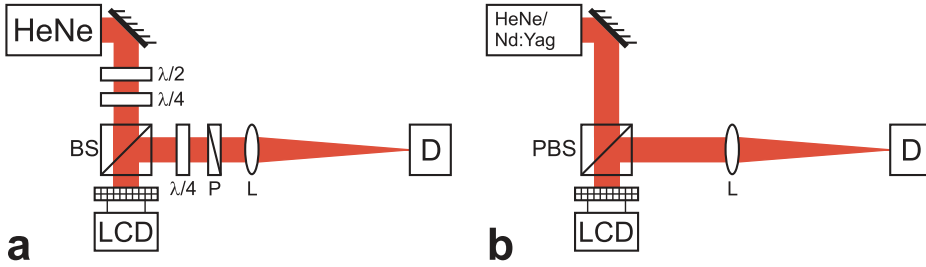 HeNe
λ/2
λ/4
BS
λ/4
P
L
D
LCD
a
HeNe/
Nd:Yag
PBS
L
D
LCD
b